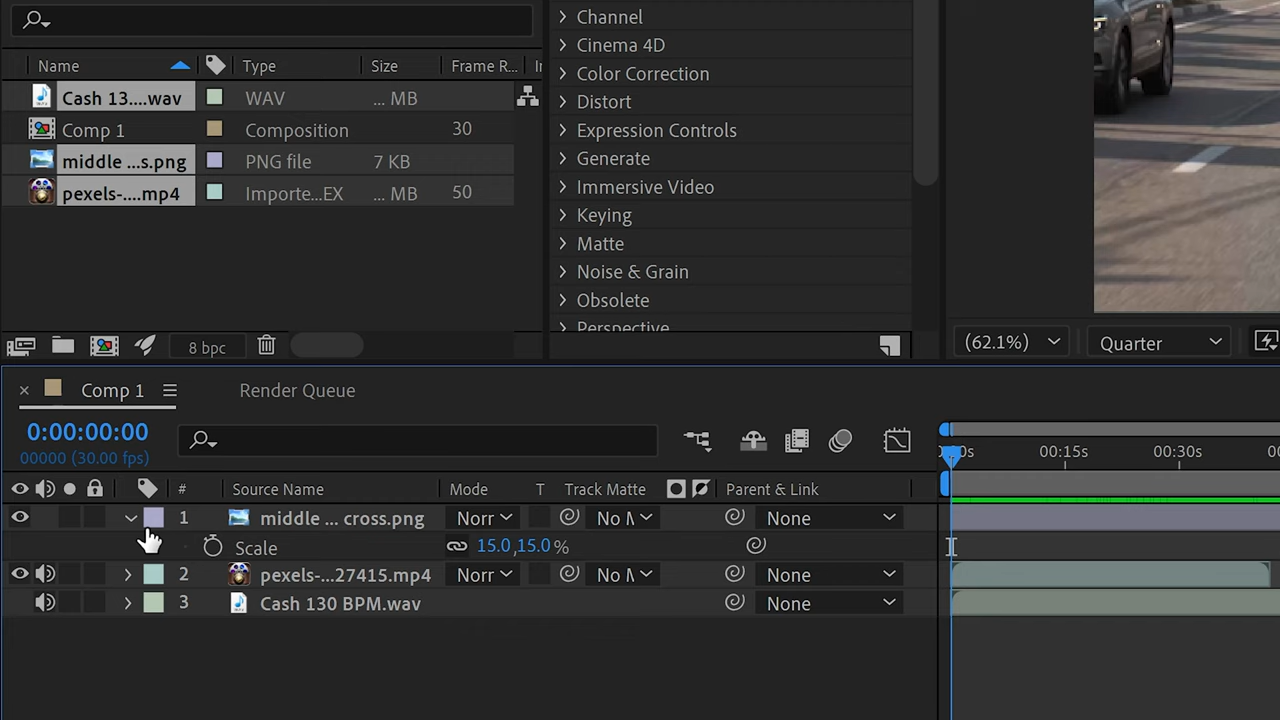 Name Type Size Frame R... In
Cash 13....wav WAV ... MB
Comp 1 Composition 30
middle ...s.png PNG file 7 KB
pexels-....mp4 Importe...EX ... MB 50
8 bpc
Channel
Cinema 4D
Color Correction
Distort
Expression Controls
Generate
Immersive Video
Keying
Matte
Noise & Grain
Obsolete
Perspective
(62.1%) Quarter
× Comp 1 Render Queue
0:00:00:00
00000 (30.00 fps)
00s 00:15s 00:30s 00
# Source Name Mode T Track Matte Parent & Link
1 middle ... cross.png Norr No M None
Scale 15.0,15.0 %
2 pexels-...27415.mp4 Norr No M None
3 Cash 130 BPM.wav None